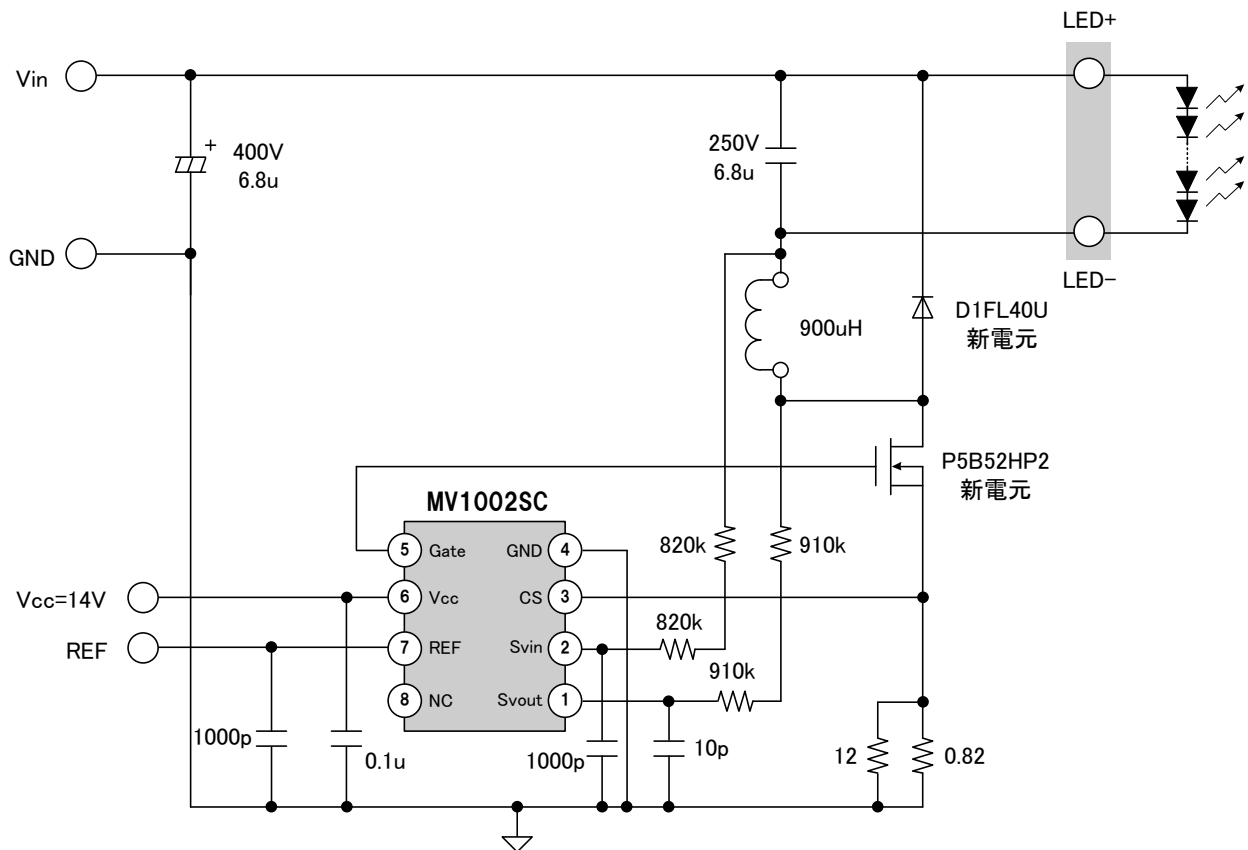 LED+
Vin
+
400V
6.8u
250V
6.8u
GND
LED-
900uH
D1FL40U
新電元
P5B52HP2
新電元
MV1002SC
5 Gate
GND 4
820k
910k
Vcc=14V
6 Vcc
CS 3
REF
7 REF
Svin 2
820k
8 NC
Svout 1
910k
1000p
0.1u
1000p
10p
12
0.82